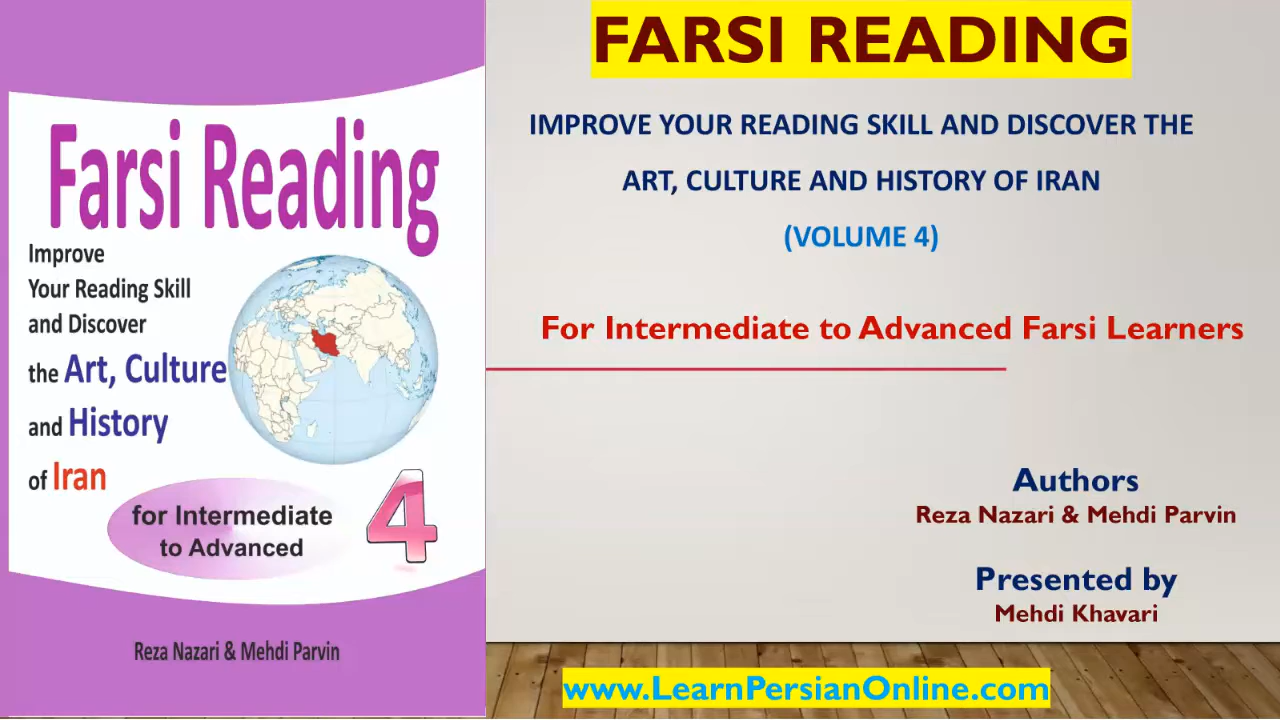 Farsi Reading
Improve
Your Reading Skill
and Discover
the Art, Culture
and History
of Iran
for Intermediate
to Advanced
4
Reza Nazari & Mehdi Parvin
FARSI READING
IMPROVE YOUR READING SKILL AND DISCOVER THE
ART, CULTURE AND HISTORY OF IRAN
(VOLUME 4)
For Intermediate to Advanced Farsi Learners
Authors
Reza Nazari & Mehdi Parvin
Presented by
Mehdi Khavari
www.LearnPersianOnline.com